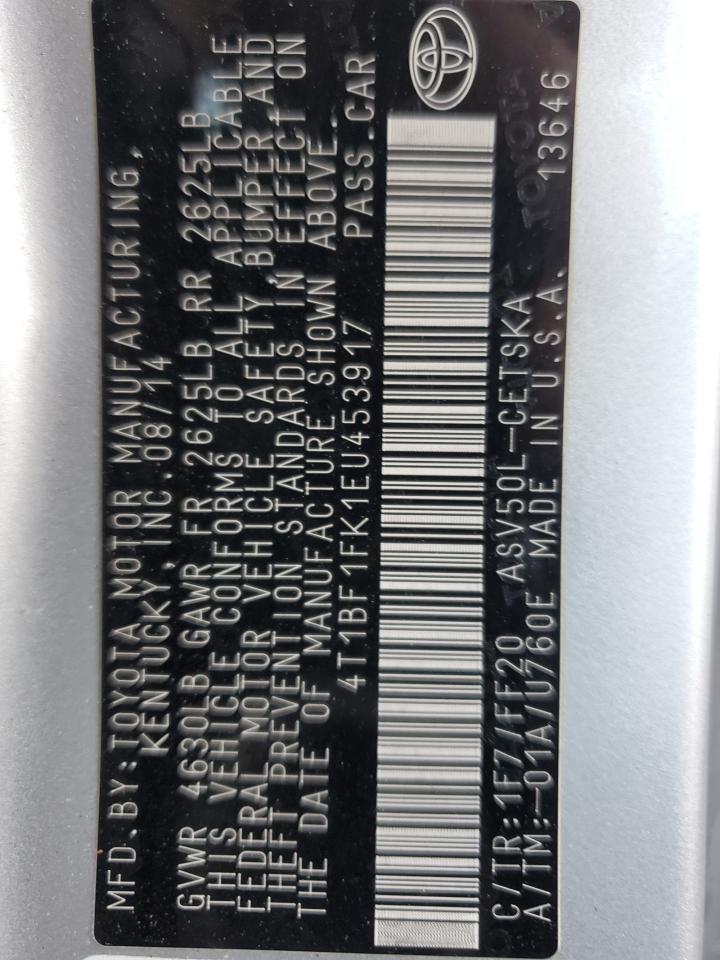 MFD.BY:TOYOTA MOTOR MANUFACTURING,
KENTUCKY, INC.08/14
GVWR 4630LB GAWR FR 2625LB RR 2625LB
THIS VEHICLE CONFORMS TO ALL APPLICABLE
FEDERAL MOTOR VEHICLE SAFETY,BUMPER AND
THEFT PREVENTION STANDARDS IN EFFECT ON
THE DATE OF MANUFACTURE SHOWN ABOVE.
4T1BF1FK1EU453917 PASS.CAR
C/TR:1F7/FF20 ASV50L-CETSKA 13646
A/TM:-01A/U760E MADE IN U.S.A.